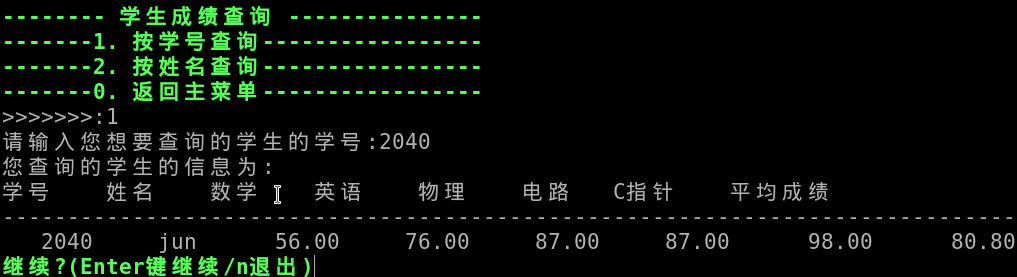 -------- 学生成绩查询 ---------------
-------1. 按学号查询-----------------
-------2. 按姓名查询-----------------
-------0. 返回主菜单-----------------
>>>>>>>:1
请输入您想要查询的学生的学号:2040
您查询的学生的信息为:
学号 姓名 数学 英语 物理 电路 C指针 平均成绩
------------------------------------------------------------------------------
2040 jun 56.00 76.00 87.00 87.00 98.00 80.80
继续?(Enter键继续/n退出)